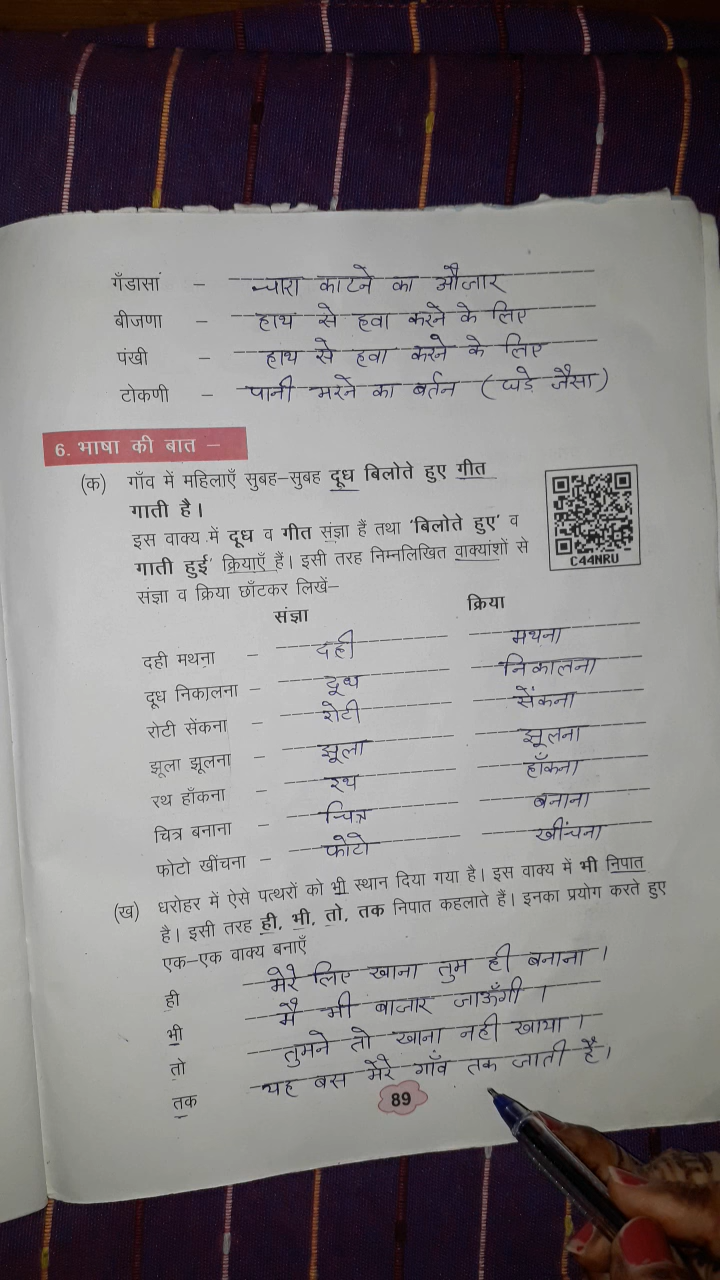 गँडासां - चारा काटने का औजार
बीजणा - हाथ से हवा करने के लिए
पंखी - हाथ से हवा करने के लिए
टोकणी - पानी भरने का बर्तन (घड़े जैसा)
6. भाषा की बात –
(क) गाँव में महिलाएँ सुबह–सुबह दूध बिलोते हुए गीत
गाती है।
इस वाक्य में दूध व गीत संज्ञा हैं तथा 'बिलोते हुए' व
गाती हुई' क्रियाएँ हैं। इसी तरह निम्नलिखित वाक्यांशों से
संज्ञा व क्रिया छाँटकर लिखें–
C44NRU
संज्ञा क्रिया
दही मथना - दही मथना
दूध निकालना - दूध निकालना
रोटी सेंकना - रोटी सेंकना
झूला झूलना - झूला झूलना
रथ हाँकना - रथ हाँकना
चित्र बनाना - चित्र बनाना
फोटो खींचना - फोटो खींचना
(ख) धरोहर में ऐसे पत्थरों को भी स्थान दिया गया है। इस वाक्य में भी निपात
है। इसी तरह ही, भी, तो, तक निपात कहलाते हैं। इनका प्रयोग करते हुए
एक–एक वाक्य बनाएँ
ही मेरे लिए खाना तुम ही बनाना।
भी मै भी बाजार जाऊँगी।
तो तुमने तो खाना नही खाया।
तक यह बस मेरे गाँव तक जाती है।
89